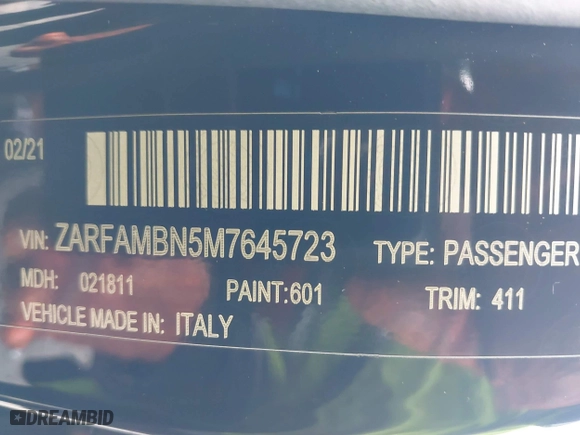 02/21
VIN: ZARFAMBN5M7645723 TYPE: PASSENGER
MDH: 021811 PAINT:601 TRIM: 411
VEHICLE MADE IN: ITALY
DREAMBID